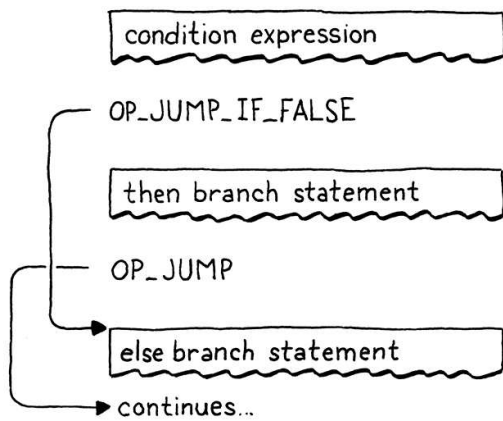 condition expression
OP_JUMP_IF_FALSE
then branch statement
OP_JUMP
else branch statement
continues...